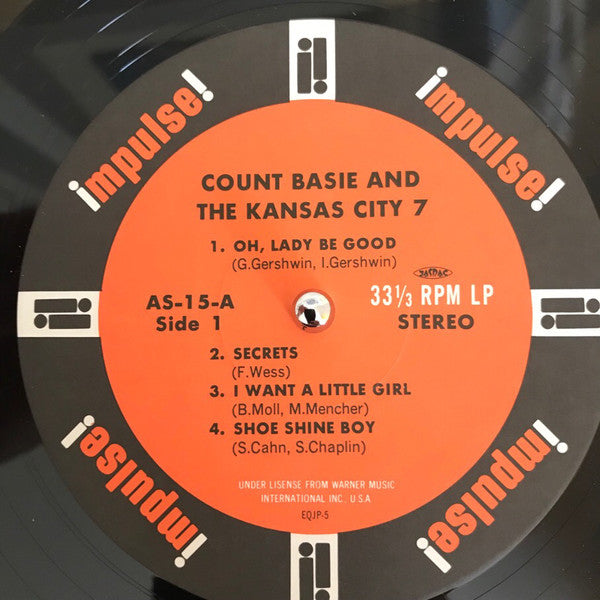 impulse!
impulse!
COUNT BASIE AND
THE KANSAS CITY 7
1. OH, LADY BE GOOD
(G.Gershwin, I.Gershwin)
AS-15-A
Side 1
33⅓ RPM LP
STEREO
2. SECRETS
(F.Wess)
3. I WANT A LITTLE GIRL
(B.Moll, M.Mencher)
4. SHOE SHINE BOY
(S.Cahn, S.Chaplin)
UNDER LISENSE FROM WARNER MUSIC
INTERNATIONAL INC, U.S.A
EQJP-5
impulse!
impulse!